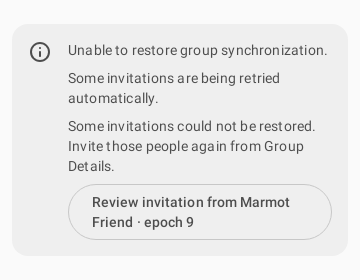 Unable to restore group synchronization.
Some invitations are being retried
automatically.
Some invitations could not be restored.
Invite those people again from Group
Details.
Review invitation from Marmot
Friend · epoch 9